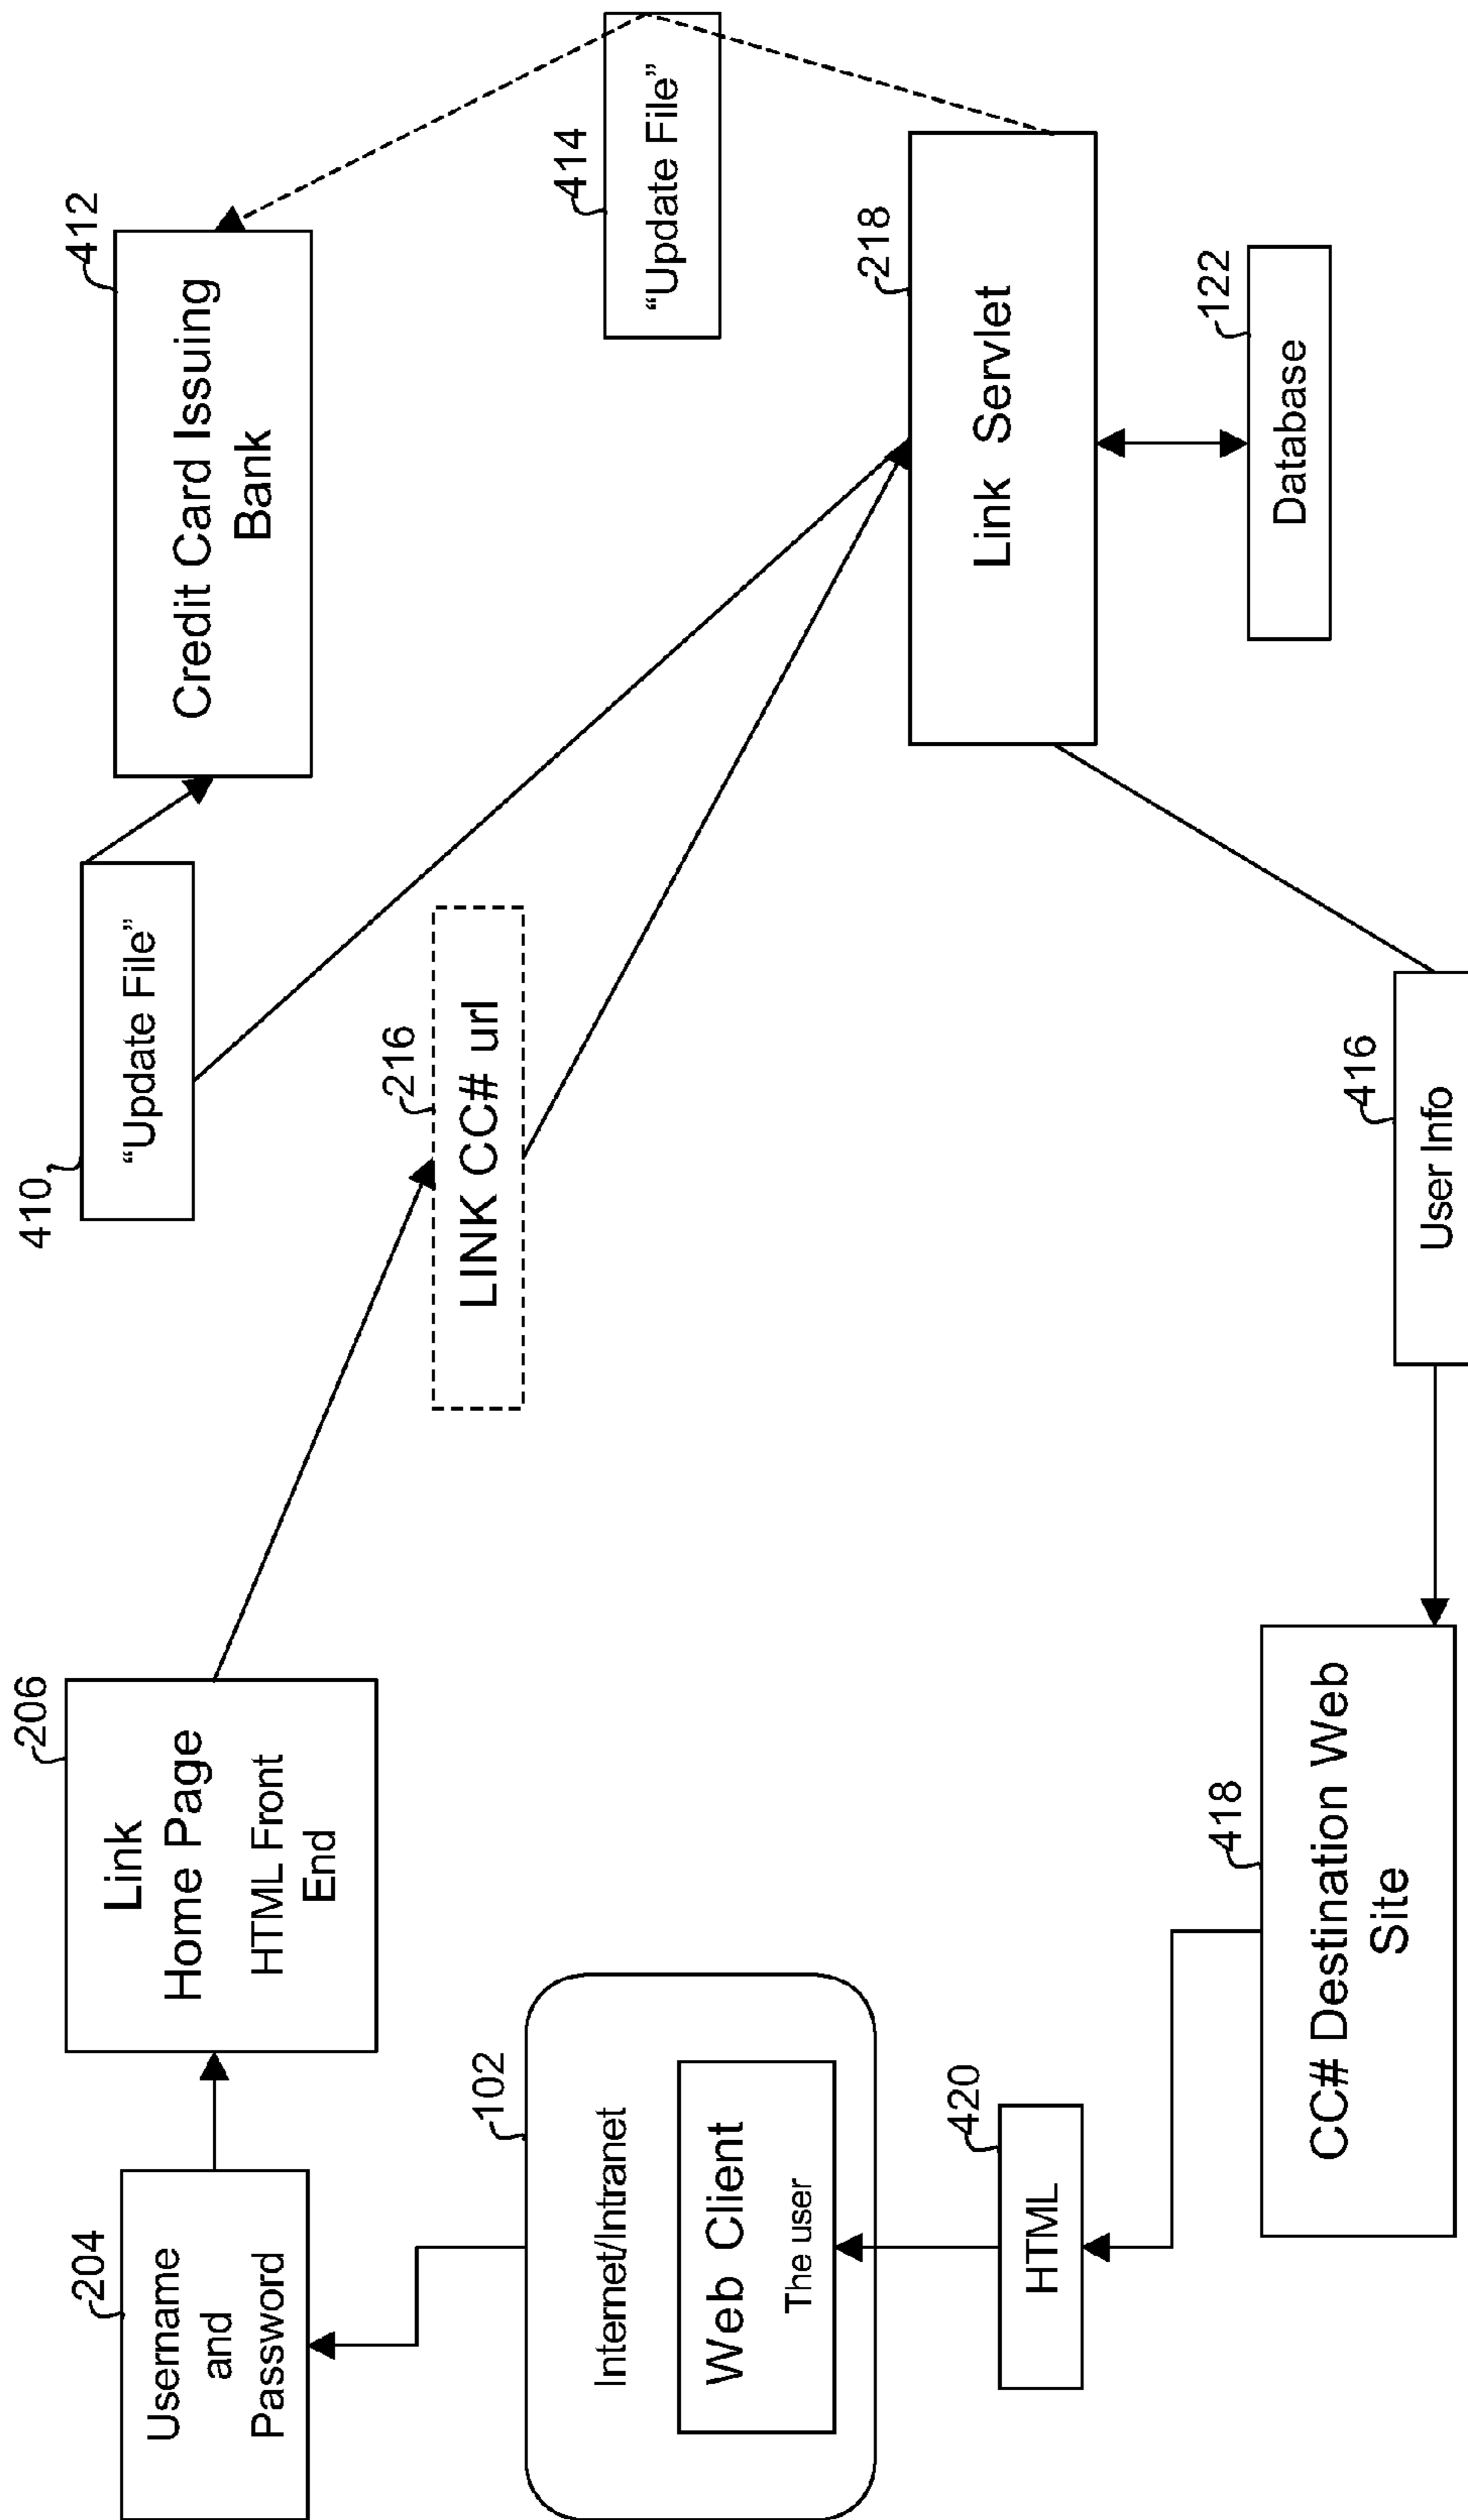 204
Username
and
Password
206
Link
Home Page
HTML Front
End
410
“Update File”
412
Credit Card Issuing
Bank
216
LINK CC# url
414
“Update File”
102
Internet/Intranet
Web Client
The user
218
Link Servlet
420
HTML
122
Database
418
CC# Destination Web
Site
416
User Info